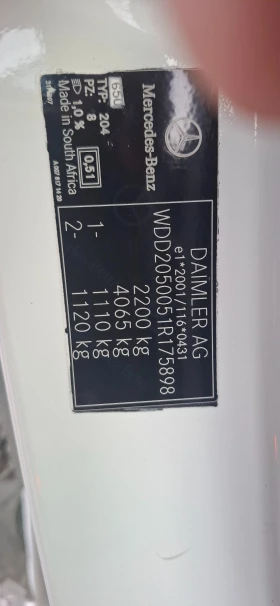 Mercedes-Benz
650
TYP: 204
PZ: 8
1,0%
0,51
Made in South Africa
DAIMLER AG
e1*2001/116*0431
WDD2050051R175898
2200 kg
4065 kg
1- 1110 kg
2- 1120 kg